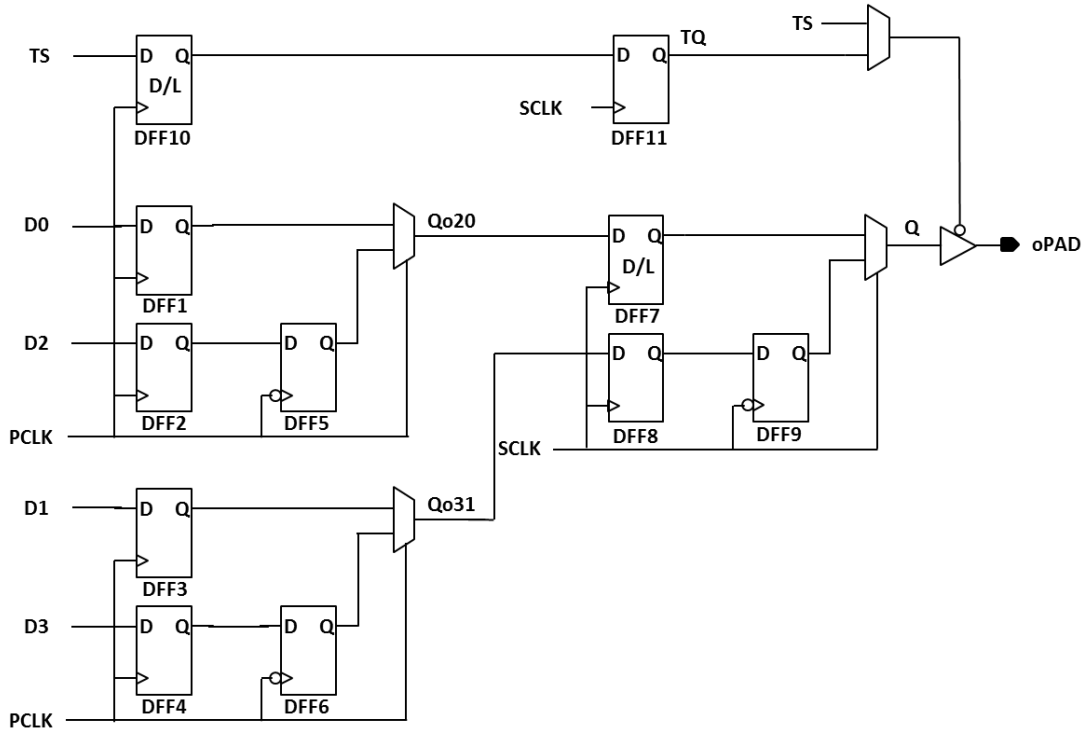 TS
D Q
D/L
DFF10
D Q
SCLK
DFF11
TQ
TS
D0
D Q
DFF1
Qo20
D Q
D/L
DFF7
Q
oPAD
D2
D Q
DFF2
D Q
DFF5
PCLK
D Q
DFF8
D Q
DFF9
SCLK
D1
D Q
DFF3
Qo31
D3
D Q
DFF4
D Q
DFF6
PCLK